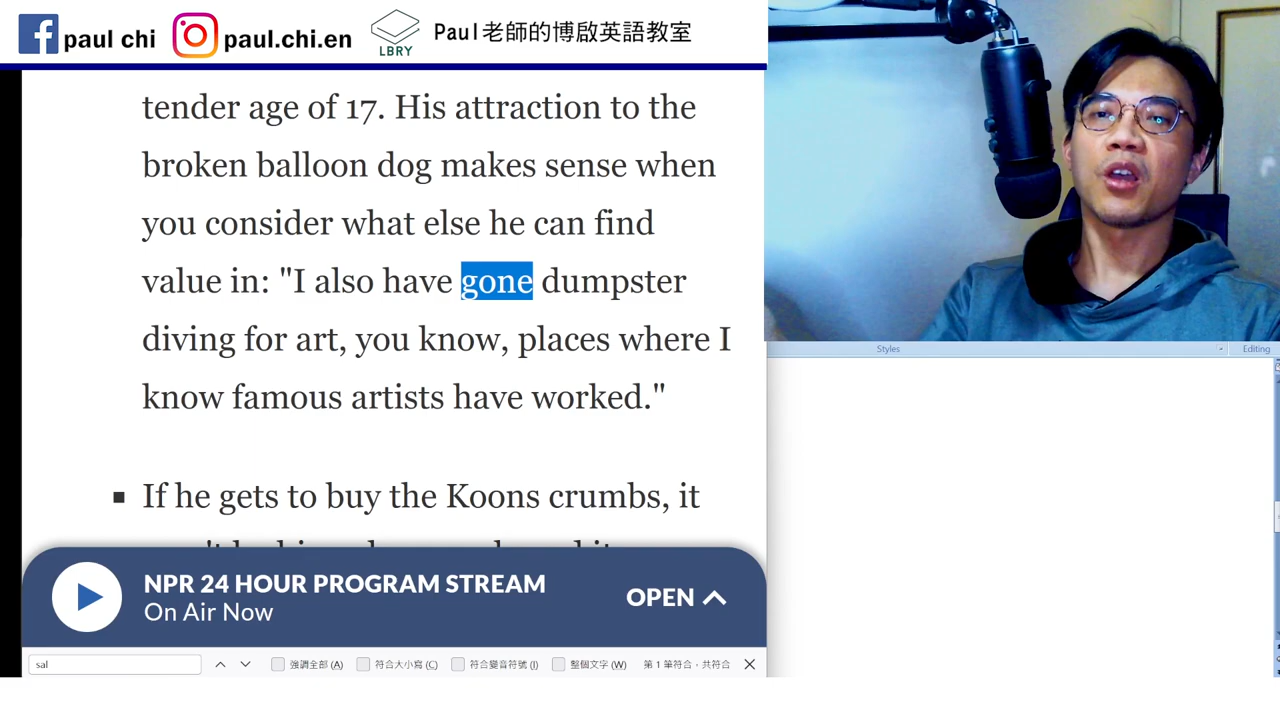 paul chi
paul.chi.en
LBRY
Paul老師的博啟英語教室
tender age of 17. His attraction to the
broken balloon dog makes sense when
you consider what else he can find
value in: "I also have gone dumpster
diving for art, you know, places where I
know famous artists have worked."
If he gets to buy the Koons crumbs, it
NPR 24 HOUR PROGRAM STREAM
On Air Now
OPEN
sal
強調全部 (A)
符合大小寫 (C)
符合變音符號 (I)
整個文字 (W)
第 1 筆符合，共符合
Styles
Editing